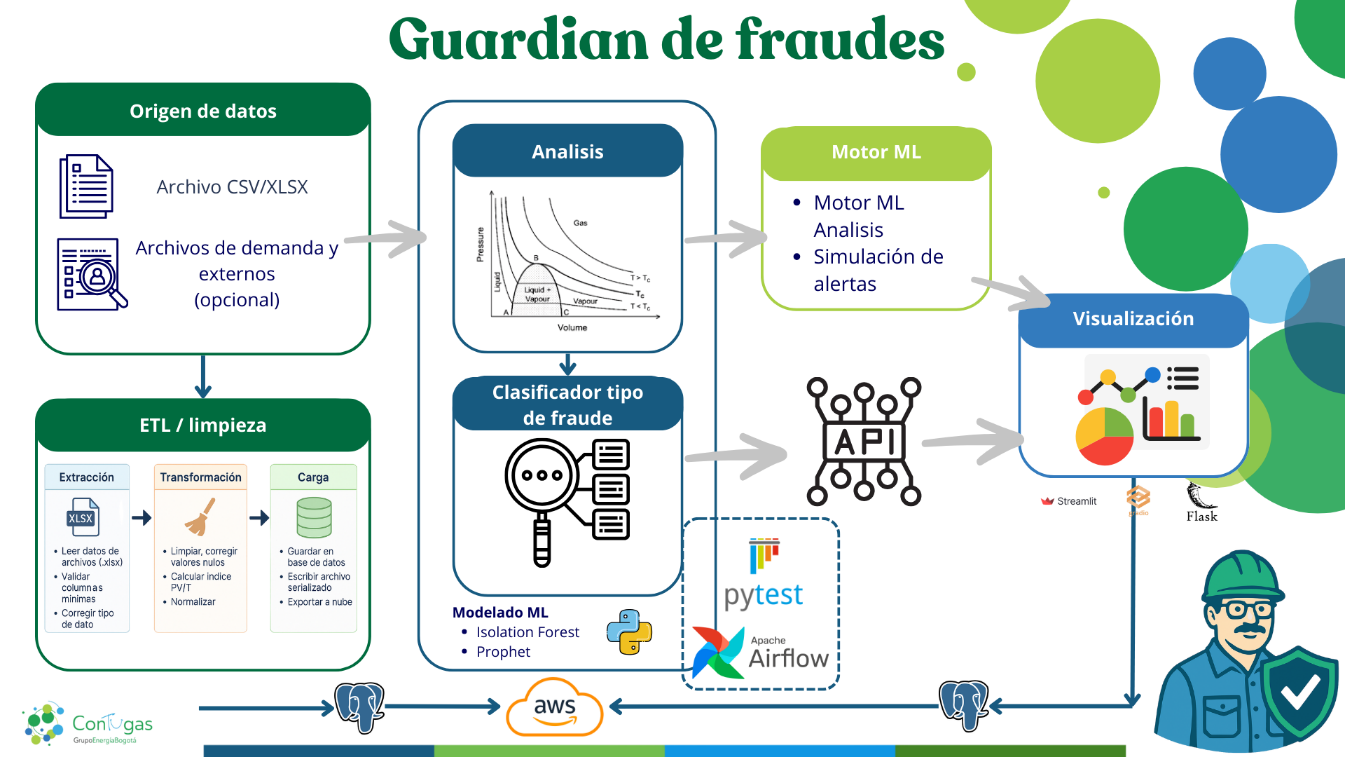 Guardian de fraudes
Origen de datos
Archivo CSV/XLSX
Archivos de demanda y
externos
(opcional)
ETL / limpieza
Extracción
XLSX
• Leer datos de
archivos (.xlsx)
• Validar
columnas
mínimas
• Corregir tipo
de dato
Transformación
• Limpiar, corregir
valores nulos
• Calcular índice
PV/T
• Normalizar
Carga
• Guardar en
base de datos
• Escribir archivo
serializado
• Exportar a nube
Analisis
Pressure
Gas
B
Liquid
Liquid +
Vapour
Vapour
T > TC
TC
T < TC
A
C
Volume
Clasificador tipo
de fraude
Modelado ML
• Isolation Forest
• Prophet
Motor ML
• Motor ML
Analisis
• Simulación de
alertas
API
pytest
Apache
Airflow
Visualización
Streamlit
Flask
aws
ConTugas
GrupoEnergíaBogotá